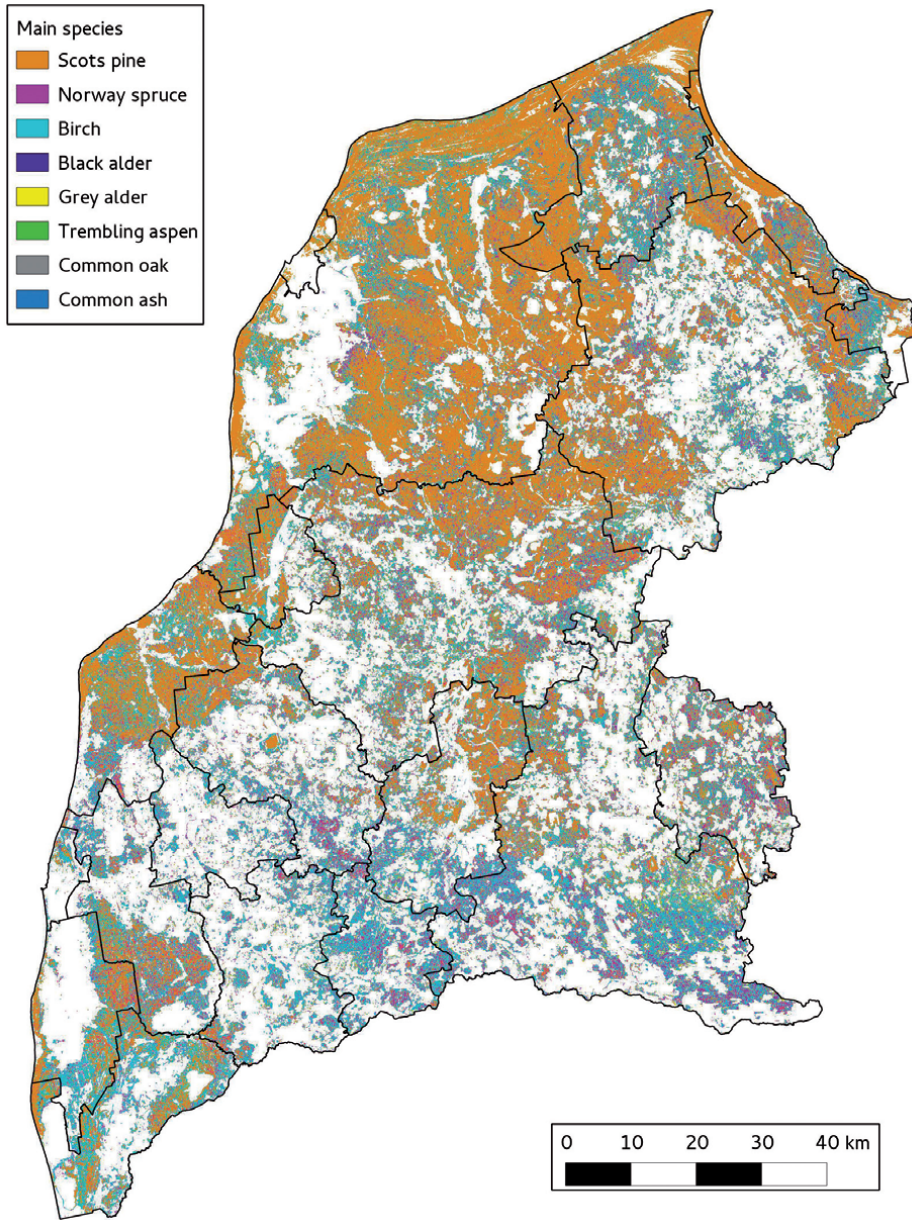 Main species
Scots pine
Norway spruce
Birch
Black alder
Grey alder
Trembling aspen
Common oak
Common ash
0 10 20 30 40 km